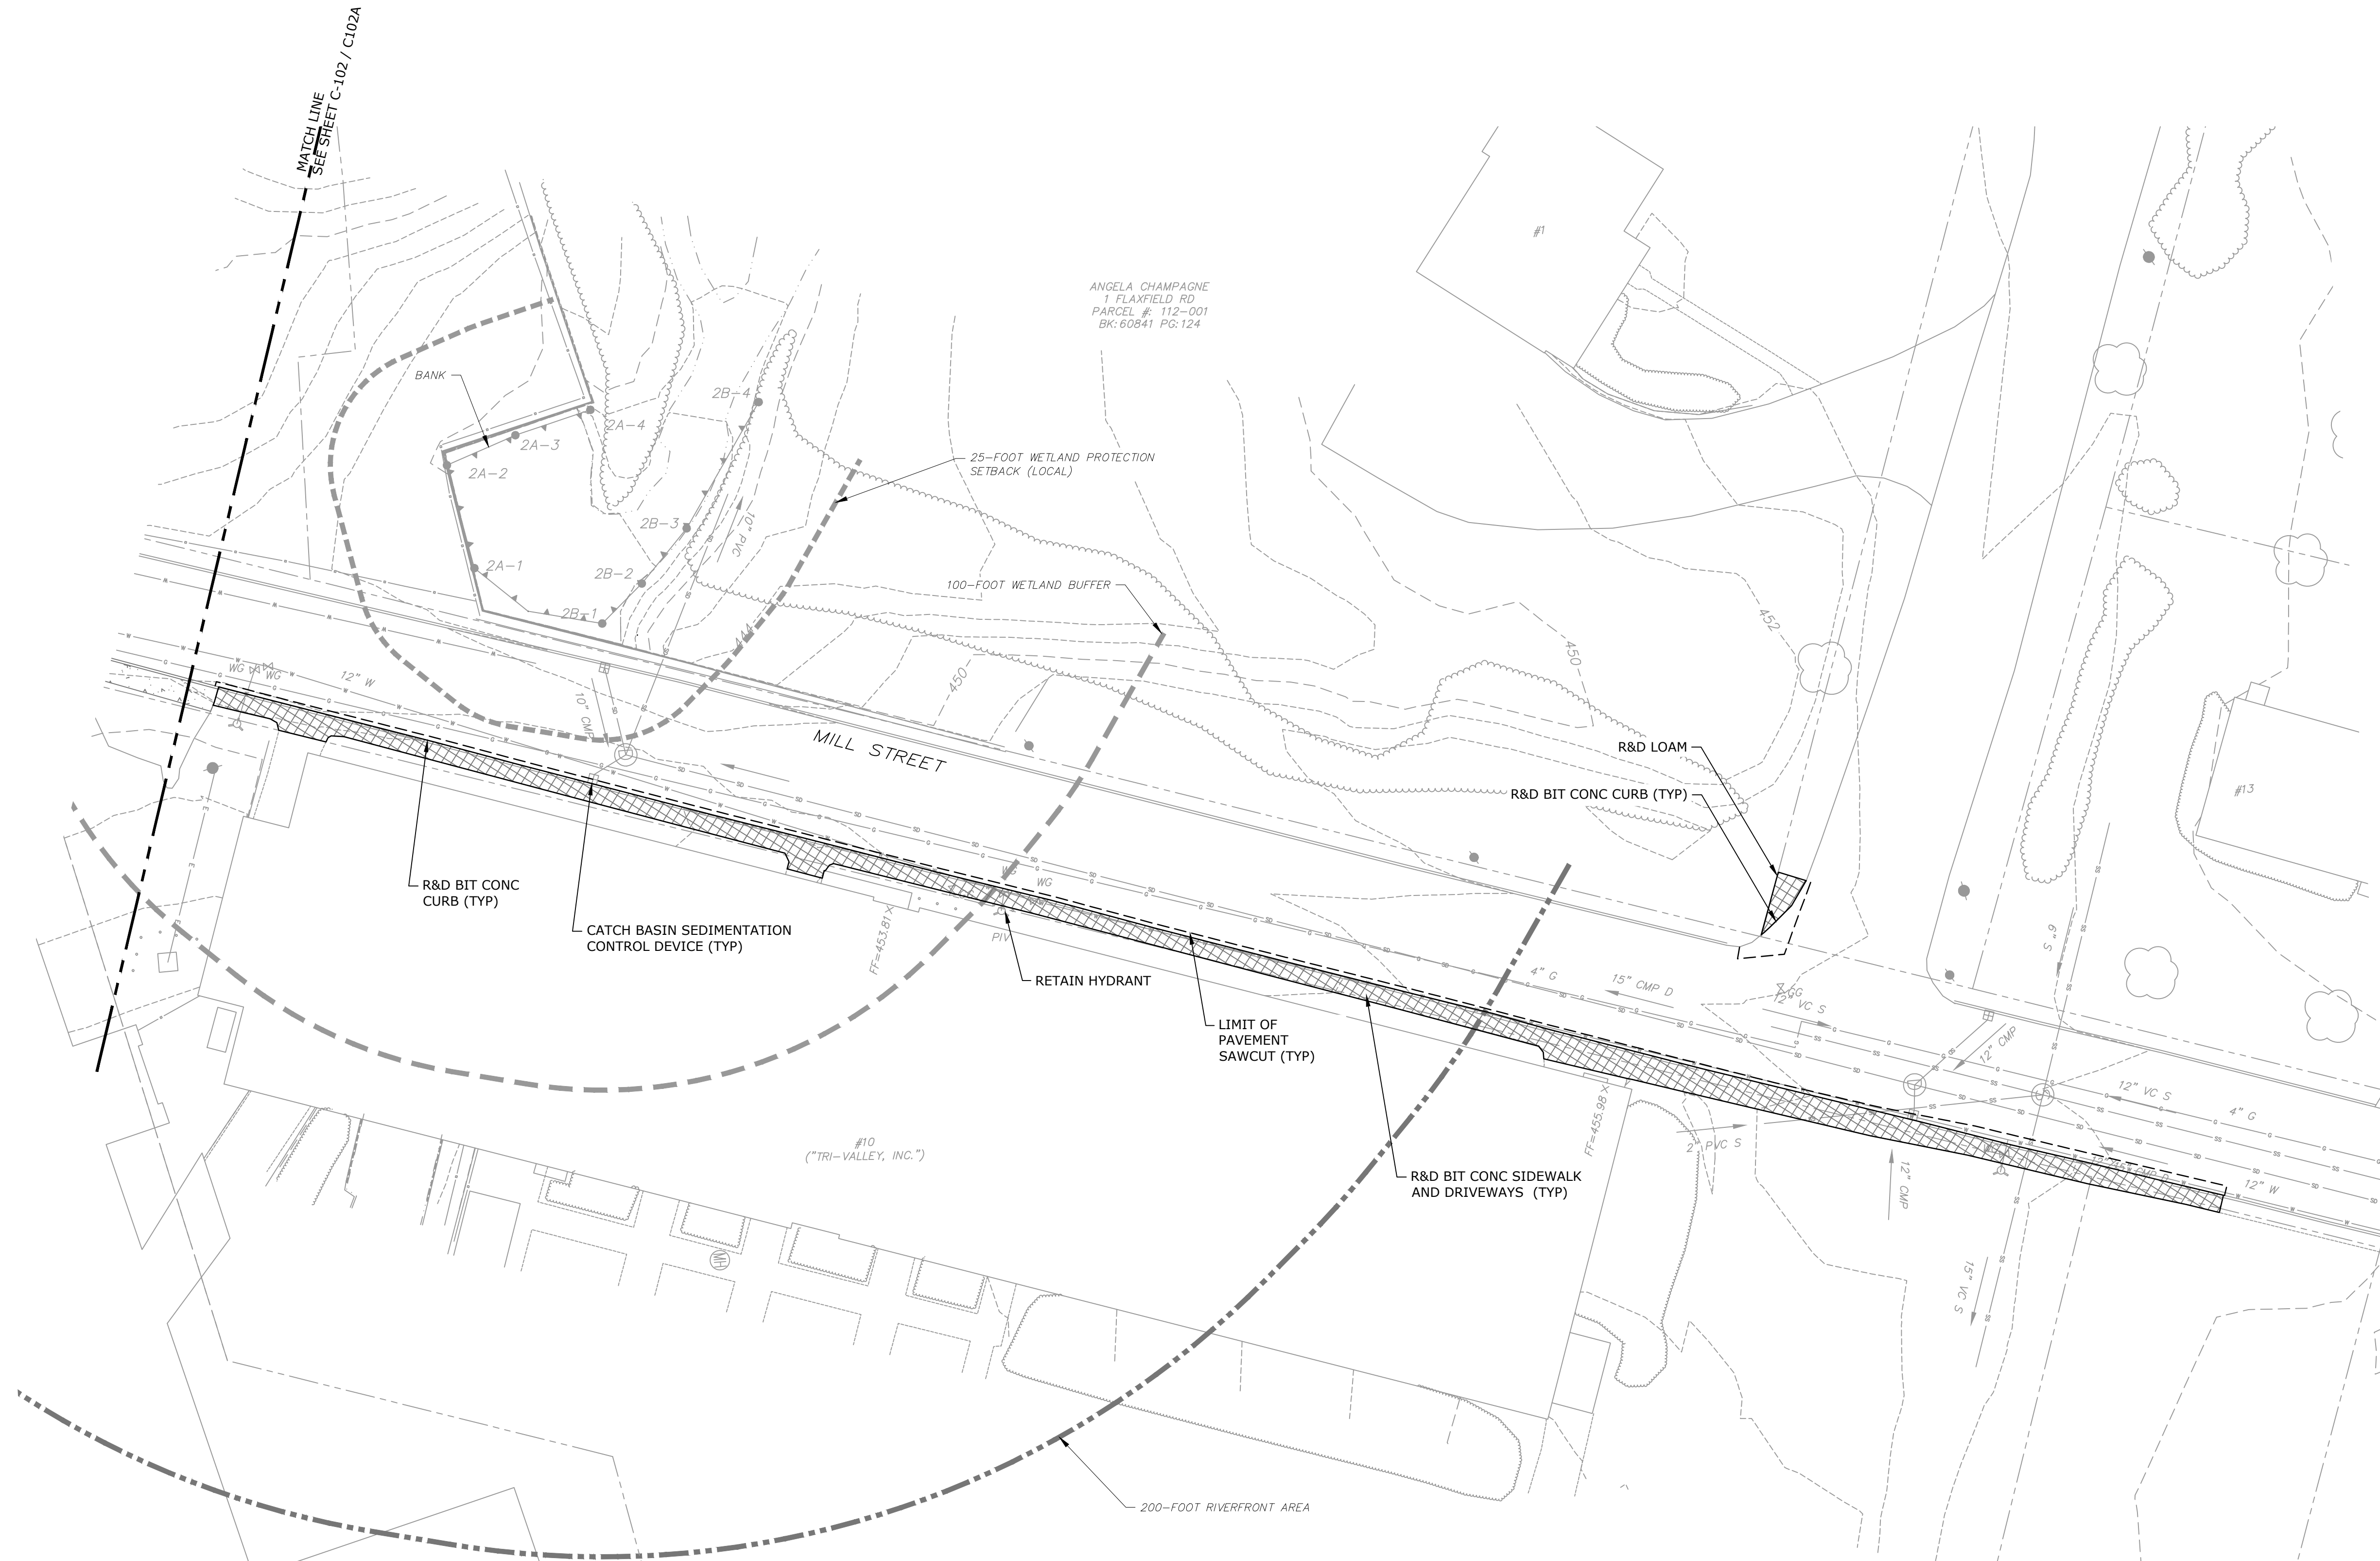 MATCH LINE
SEE SHEET C-102 / C102A
#1
ANGELA CHAMPAGNE
1 FLAXFIELD RD
PARCEL #: 112-001
BK: 60841 PG: 124
BANK
2B-4
2A-4
2A-3
2A-2
25-FOOT WETLAND PROTECTION
SETBACK (LOCAL)
2B-3
10" PVC
2A-1
2B-2
100-FOOT WETLAND BUFFER
2B-1
444
452
450
450
WG
WG
12" W
10" CMP
MILL STREET
R&D LOAM
R&D BIT CONC CURB (TYP)
#13
R&D BIT CONC
CURB (TYP)
CATCH BASIN SEDIMENTATION
CONTROL DEVICE (TYP)
WG
WG
FF=453.81
PIV
RETAIN HYDRANT
LIMIT OF
PAVEMENT
SAWCUT (TYP)
4" G
15" CMP D
GG
12" VC S
6" S
12" CMP
12" VC S
4" G
FF=455.98
2" PVC S
12" CMP
12" W
15" VC S
#10
("TRI-VALLEY, INC.")
R&D BIT CONC SIDEWALK
AND DRIVEWAYS (TYP)
MH
200-FOOT RIVERFRONT AREA